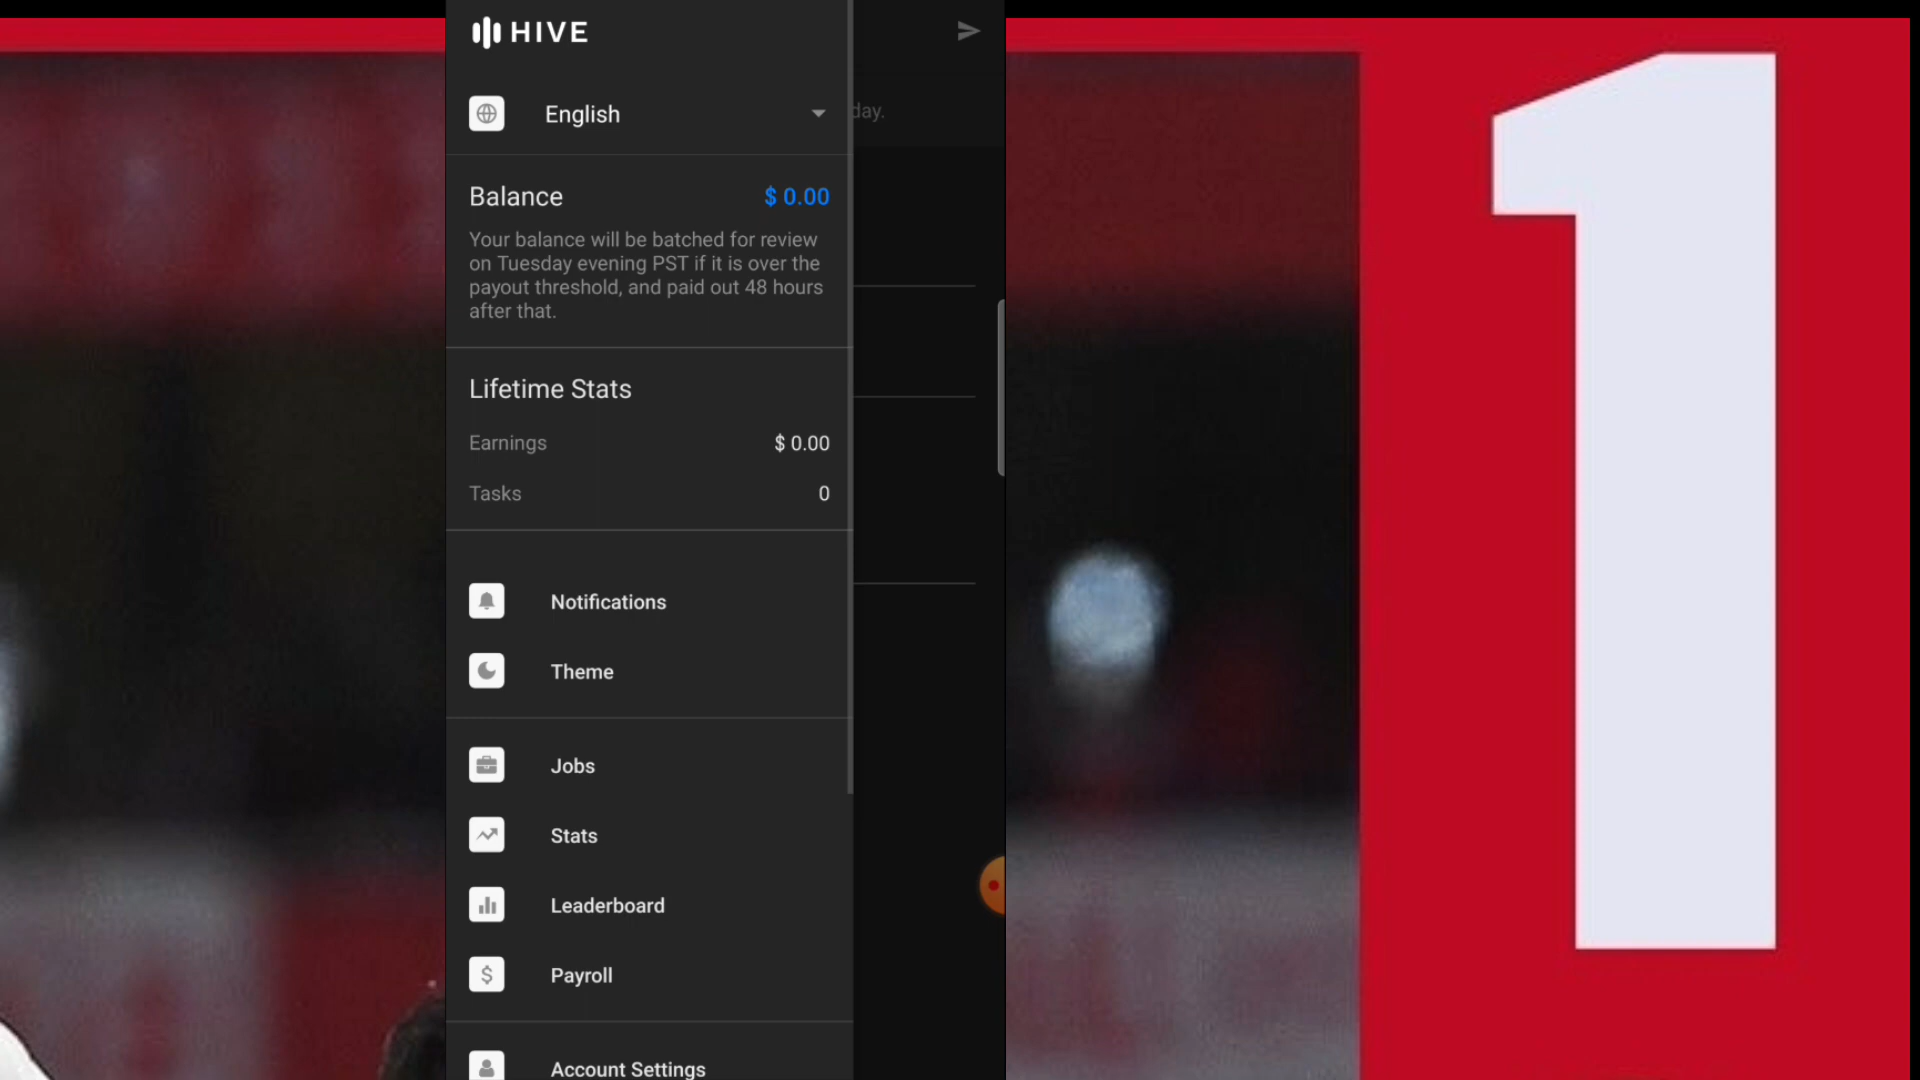 HIVE
English
day.
Balance
$ 0.00
Your balance will be batched for review
on Tuesday evening PST if it is over the
payout threshold, and paid out 48 hours
after that.
Lifetime Stats
Earnings
$ 0.00
Tasks
0
Notifications
Theme
Jobs
Stats
Leaderboard
Payroll
Account Settings
1